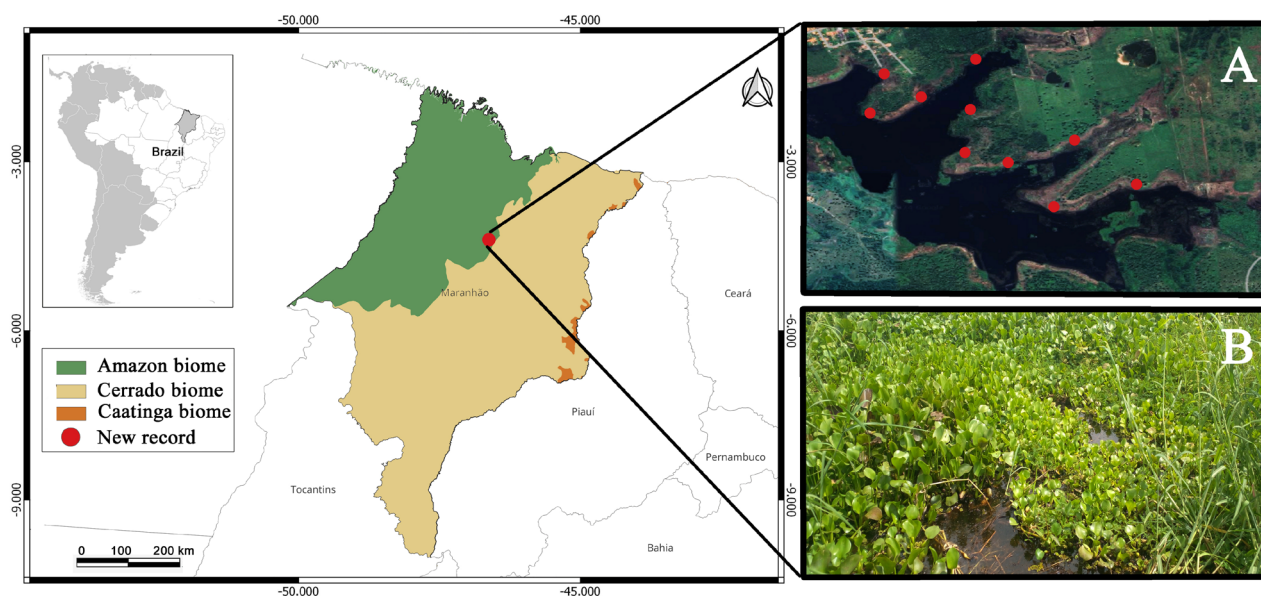 -50.000
-45.000
Brazil
-3.000
-3.000
-6.000
-6.000
-9.000
-9.000
Maranhão
Ceará
Piauí
Pernambuco
Tocantins
Bahia
Amazon biome
Cerrado biome
Caatinga biome
New record
0 100 200 km
-50.000
-45.000
A
B